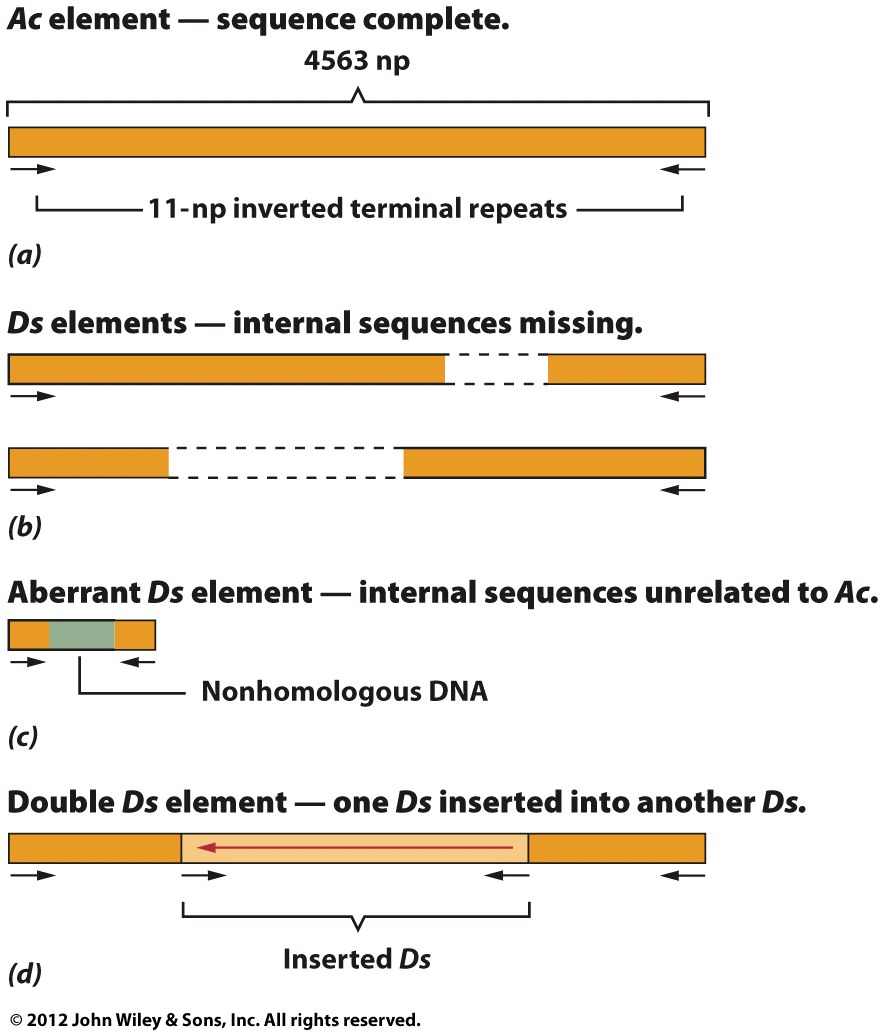 Ac element — sequence complete.
4563 np
11-np inverted terminal repeats
(a)
Ds elements — internal sequences missing.
(b)
Aberrant Ds element — internal sequences unrelated to Ac.
Nonhomologous DNA
(c)
Double Ds element — one Ds inserted into another Ds.
Inserted Ds
(d)
© 2012 John Wiley & Sons, Inc. All rights reserved.